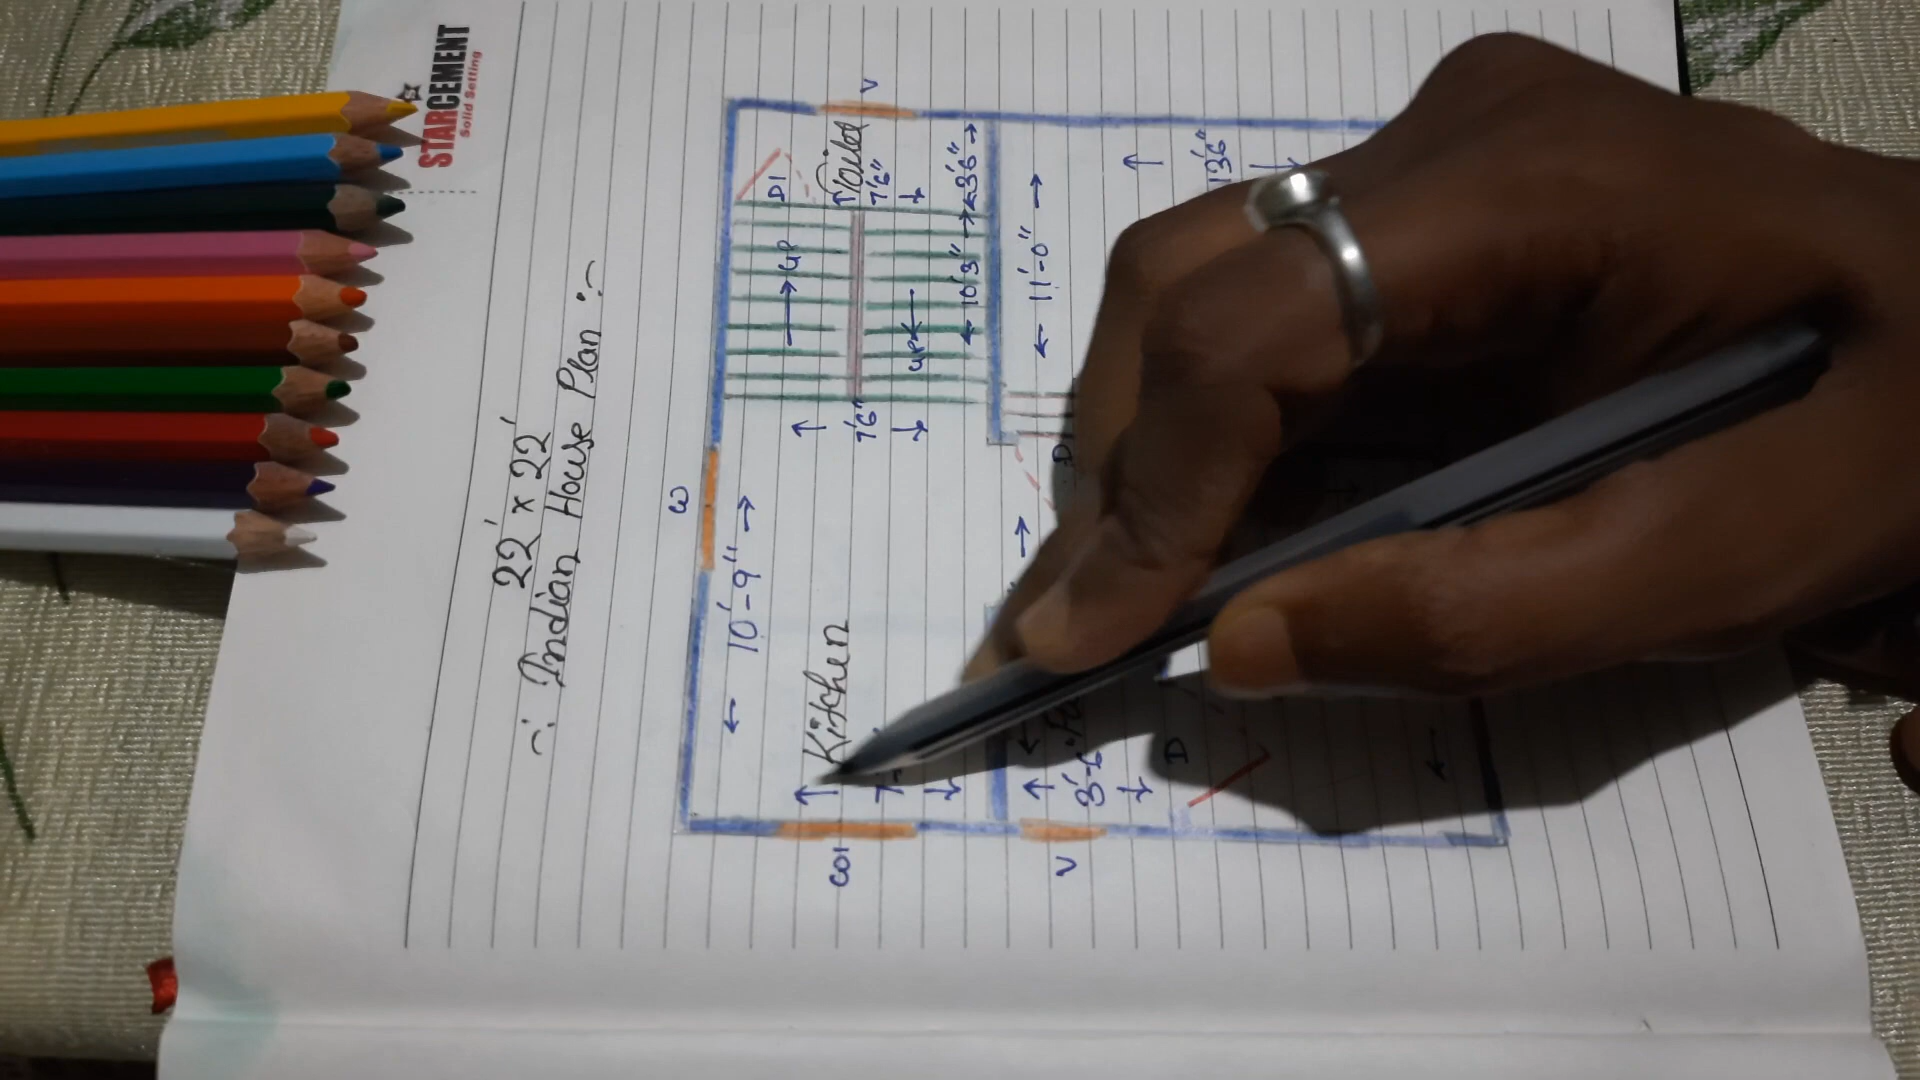 STARCEMENT
Solid Setting
22' x 22'
∴ Indian House Plan :~
W
← 10'-9" →
Kitchen
W1
V
7'6"
UP
UP
D1
7'6"
V
← 10'3" →
←3'6"→
← 11'-0" →
13'6"
D1
3'-6"
D